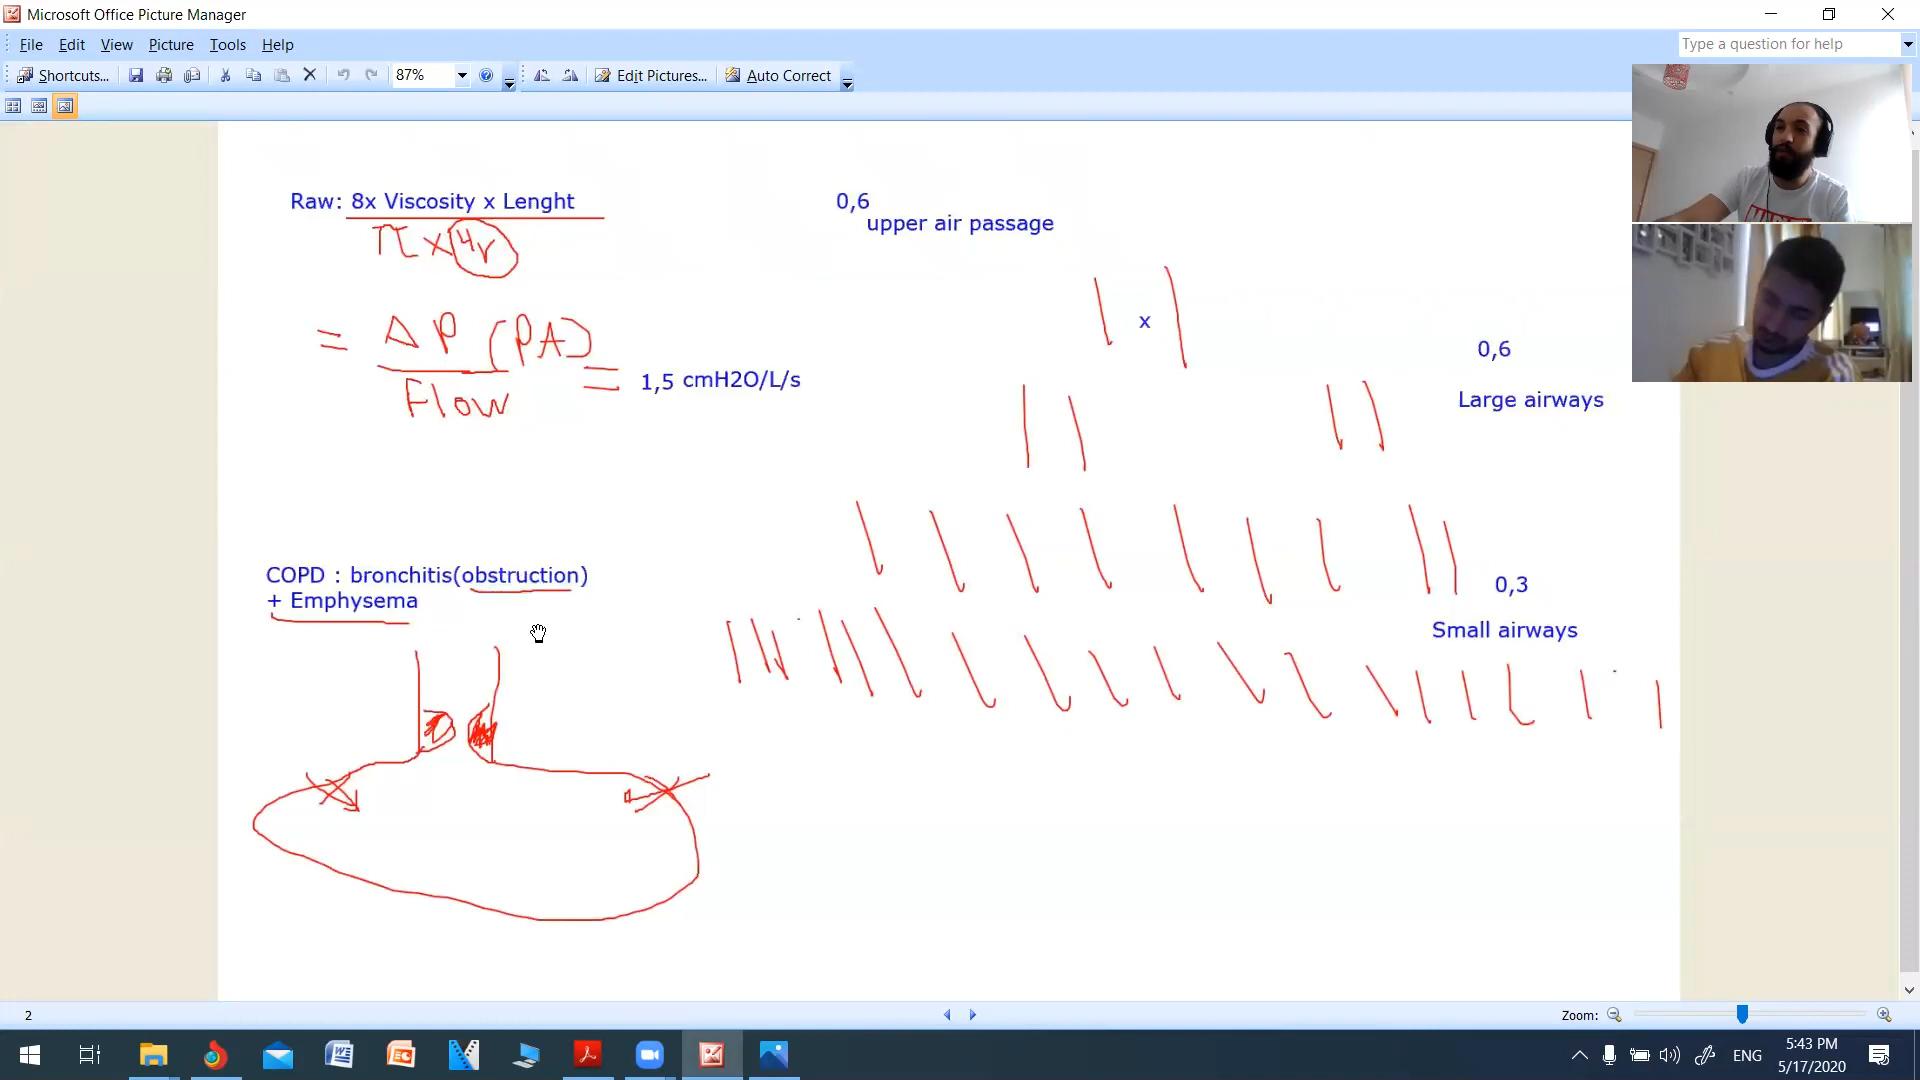 Microsoft Office Picture Manager
File Edit View Picture Tools Help
Type a question for help
Shortcuts... 87% Edit Pictures... Auto Correct
Raw: 8x Viscosity x Lenght
π x 4r
= ΔP (PA)
Flow
= 1,5 cmH2O/L/s
0,6
upper air passage
x
0,6
Large airways
0,3
Small airways
COPD : bronchitis(obstruction)
+ Emphysema
2
Zoom:
ENG
5:43 PM
5/17/2020